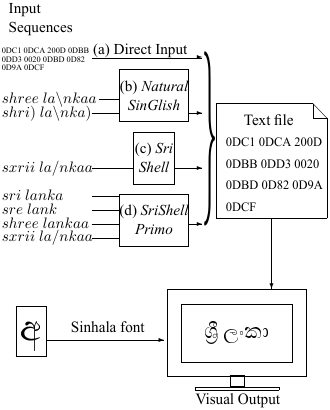 Input
Sequences
0DC1 0DCA 200D 0DBB
0DD3 0020 0DBD 0D82
0D9A 0DCF
(a) Direct Input
shree la\nkaa
shri) la\nka)
(b) Natural
SinGlish
sxrii la/nkaa
(c) Sri
Shell
sri lanka
sre lank
shree lankaa
sxrii la/nkaa
(d) SriShell
Primo
Text file
0DC1 0DCA 200D
0DBB 0DD3 0020
0DBD 0D82 0D9A
0DCF
Sinhala font
ශ්‍රී ලංකා
Visual Output